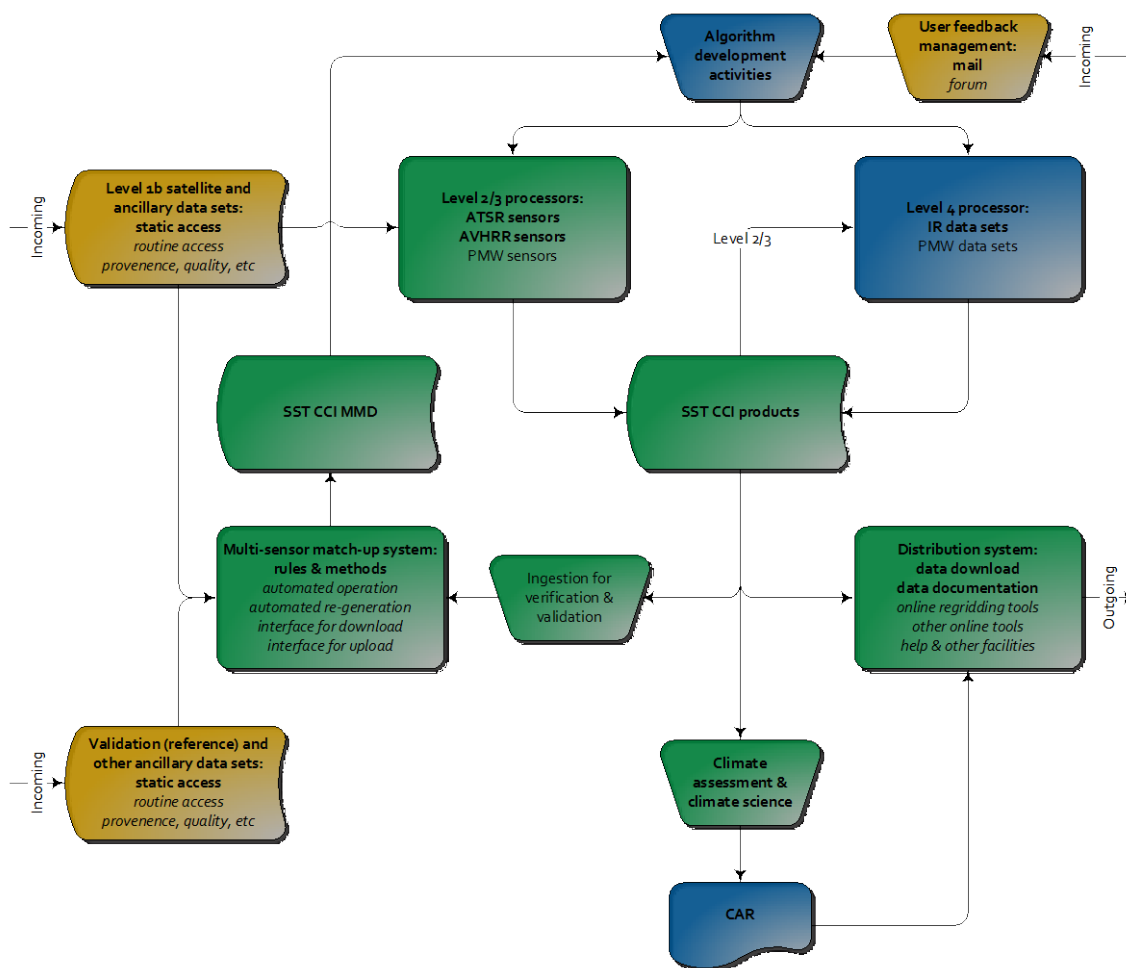 Algorithm
development
activities
User feedback
management:
mail
forum
Incoming
Level 1b satellite and
ancillary data sets:
static access
routine access
provenence, quality, etc
Incoming
Level 2/3 processors:
ATSR sensors
AVHRR sensors
PMW sensors
Level 2/3
Level 4 processor:
IR data sets
PMW data sets
SST CCI MMD
SST CCI products
Multi-sensor match-up system:
rules & methods
automated operation
automated re-generation
interface for download
interface for upload
Ingestion for
verification &
validation
Distribution system:
data download
data documentation
online regridding tools
other online tools
help & other facilities
Outgoing
Validation (reference) and
other ancillary data sets:
static access
routine access
provenence, quality, etc
Incoming
Climate
assessment &
climate science
CAR